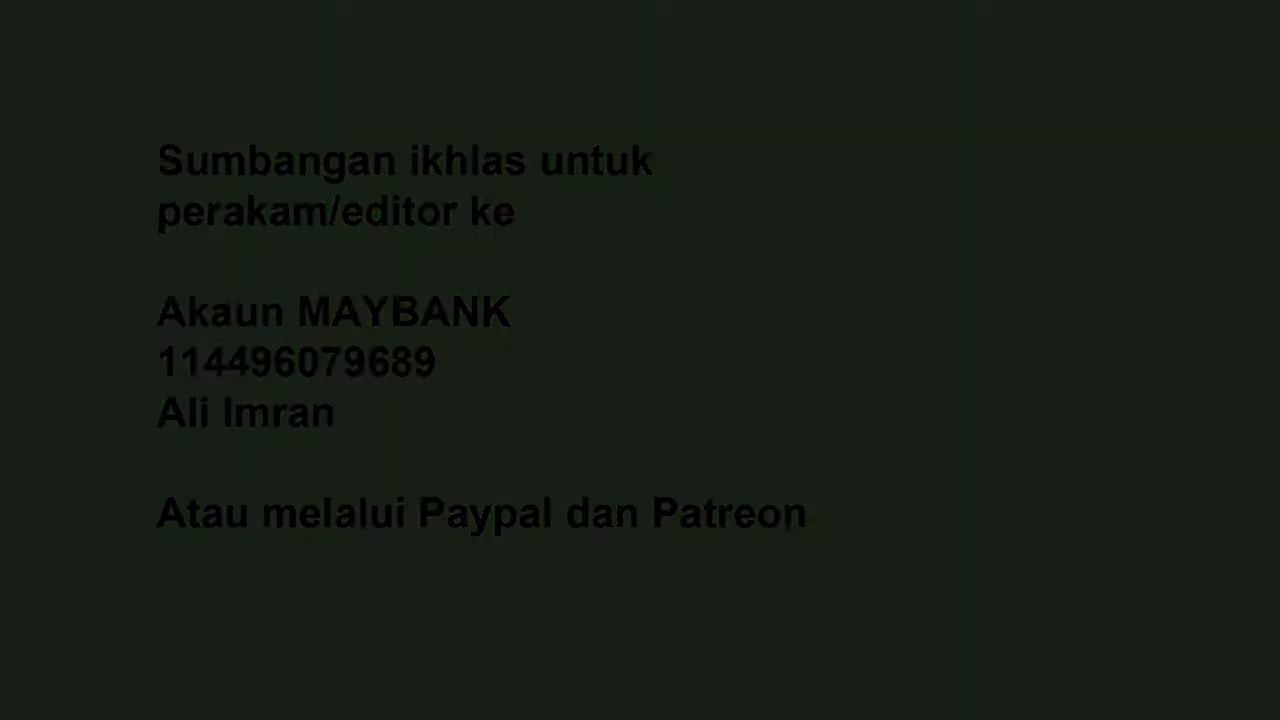 Sumbangan ikhlas untuk
perakam/editor ke
Akaun MAYBANK
114496079689
Ali Imran
Atau melalui Paypal dan Patreon